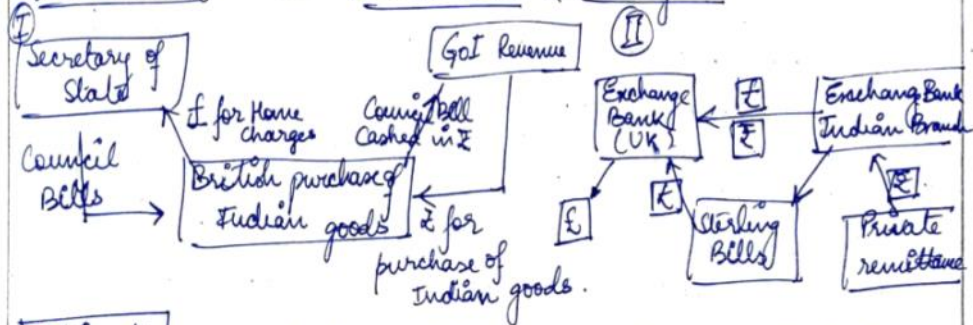 I
Secretary of
State
£ for Home
charges
Council
Bills
British purchase of
Indian
goods
GoI Revenue
Council Bill
Cashed in ₹
₹ for
purchase of
Indian goods.
II
Exchange
Bank
(UK)
£
₹
Exchange Bank
Indian Branch
£
£
Sterling
Bills
₹
Private
remittance